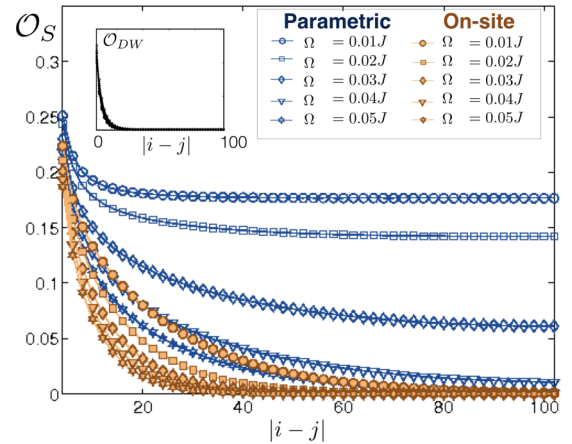 Parametric On-site
Ω = 0.01J Ω = 0.01J
Ω = 0.02J Ω = 0.02J
Ω = 0.03J Ω = 0.03J
Ω = 0.04J Ω = 0.04J
Ω = 0.05J Ω = 0.05J
𝒪_S
𝒪_DW
0 100
|i − j|
0.3
0.25
0.2
0.15
0.1
0.05
0
20 40 60 80 100
|i − j|